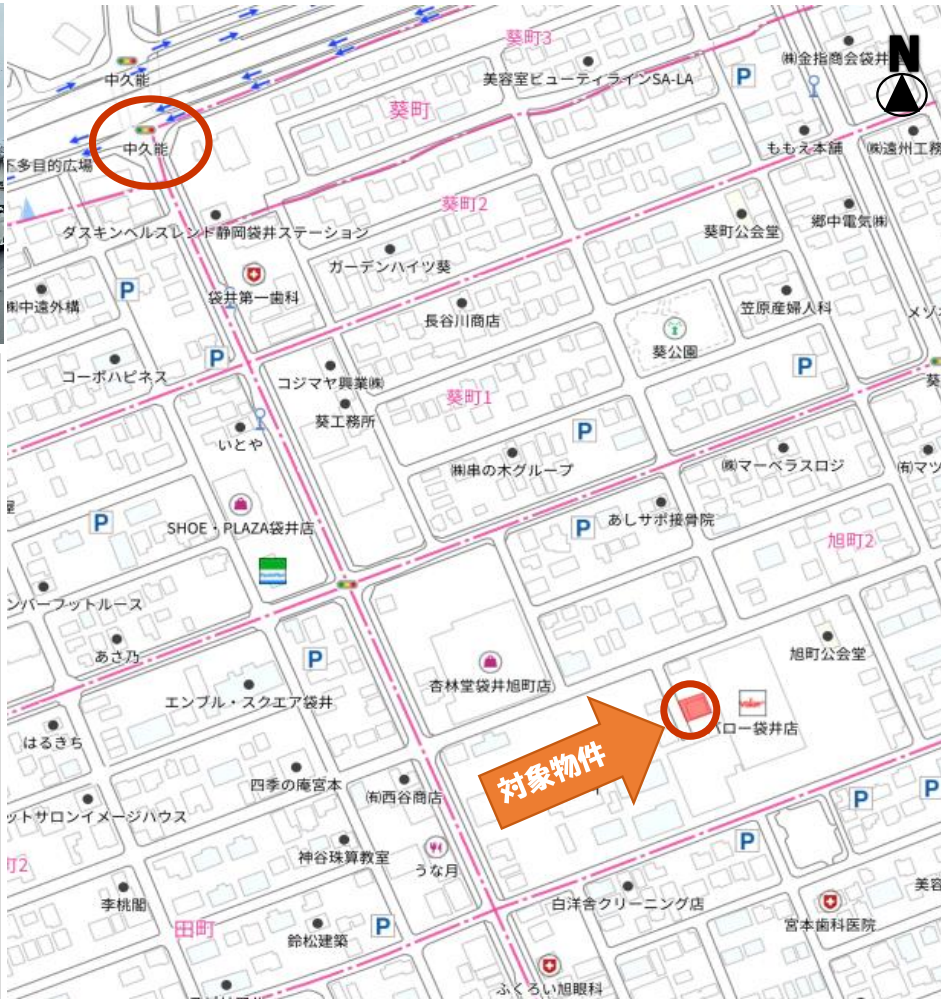 葵町3
㈱金指商会袋井
N
中久能
美容室ビューティラインSA-LA
P
葵町
中久能
ももえ本舗
㈱遠州工務
多目的広場
葵町2
ダスキンヘルスレンド静岡袋井ステーション
葵町公会堂
郷中電気㈱
ガーデンハイツ葵
P
袋井第一歯科
㈱中遠外構
長谷川商店
笠原産婦人科
メゾ
葵公園
P
コーポハピネス
コジマヤ興業㈱
P
葵
葵町1
葵工務所
いとや
P
㈱串の木グループ
㈱マーベラスロジ
㈲マツ
P
SHOE・PLAZA袋井店
P
あしサポ接骨院
旭町2
ンバーフットルース
あさ乃
P
旭町公会堂
杏林堂袋井旭町店
エンブル・スクエア袋井
バロー袋井店
はるきち
対象物件
四季の庵宮本
㈲西谷商店
P
P
ットサロンイメージハウス
P
神谷珠算教室
うな月
町2
李桃閣
白洋舎クリーニング店
美容
田町
鈴松建築
P
宮本歯科医院
ふくろい旭眼科